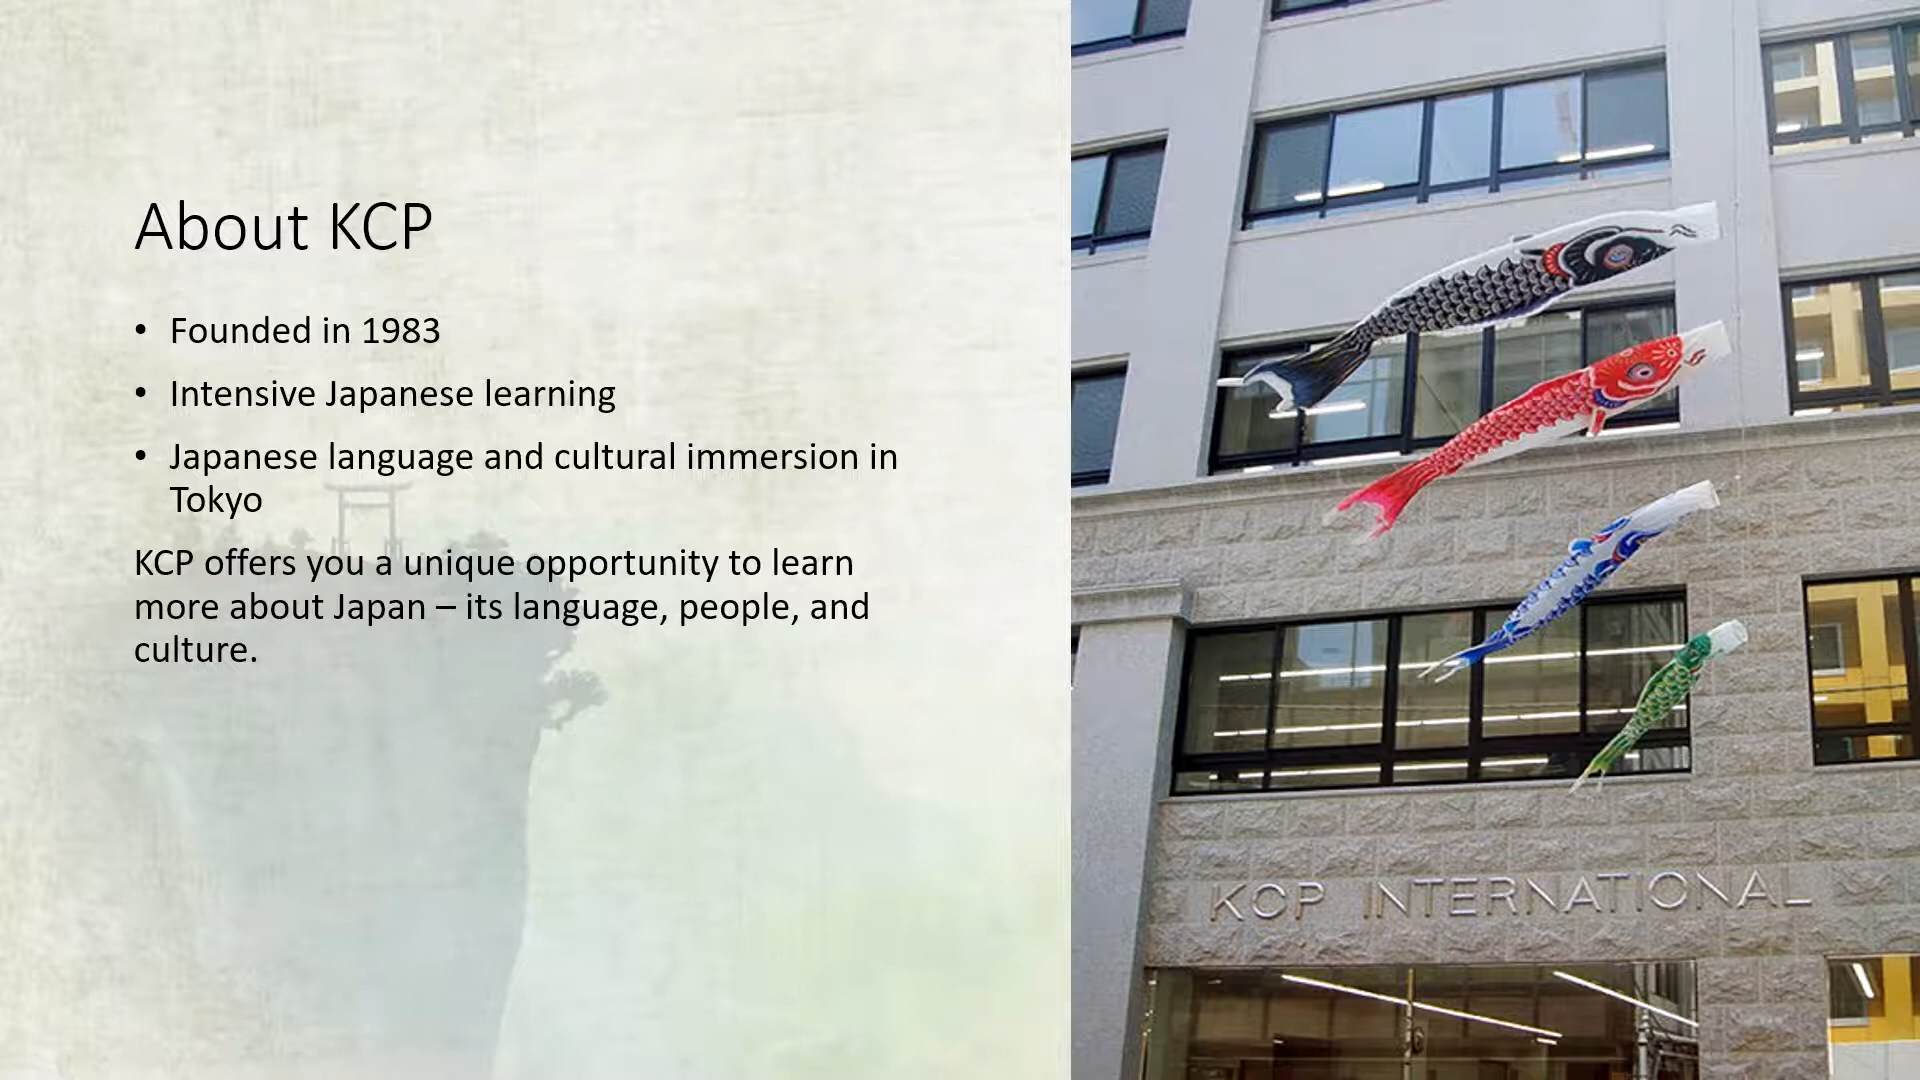 About KCP
• Founded in 1983
• Intensive Japanese learning
• Japanese language and cultural immersion in
Tokyo
KCP offers you a unique opportunity to learn
more about Japan – its language, people, and
culture.
KCP INTERNATIONAL